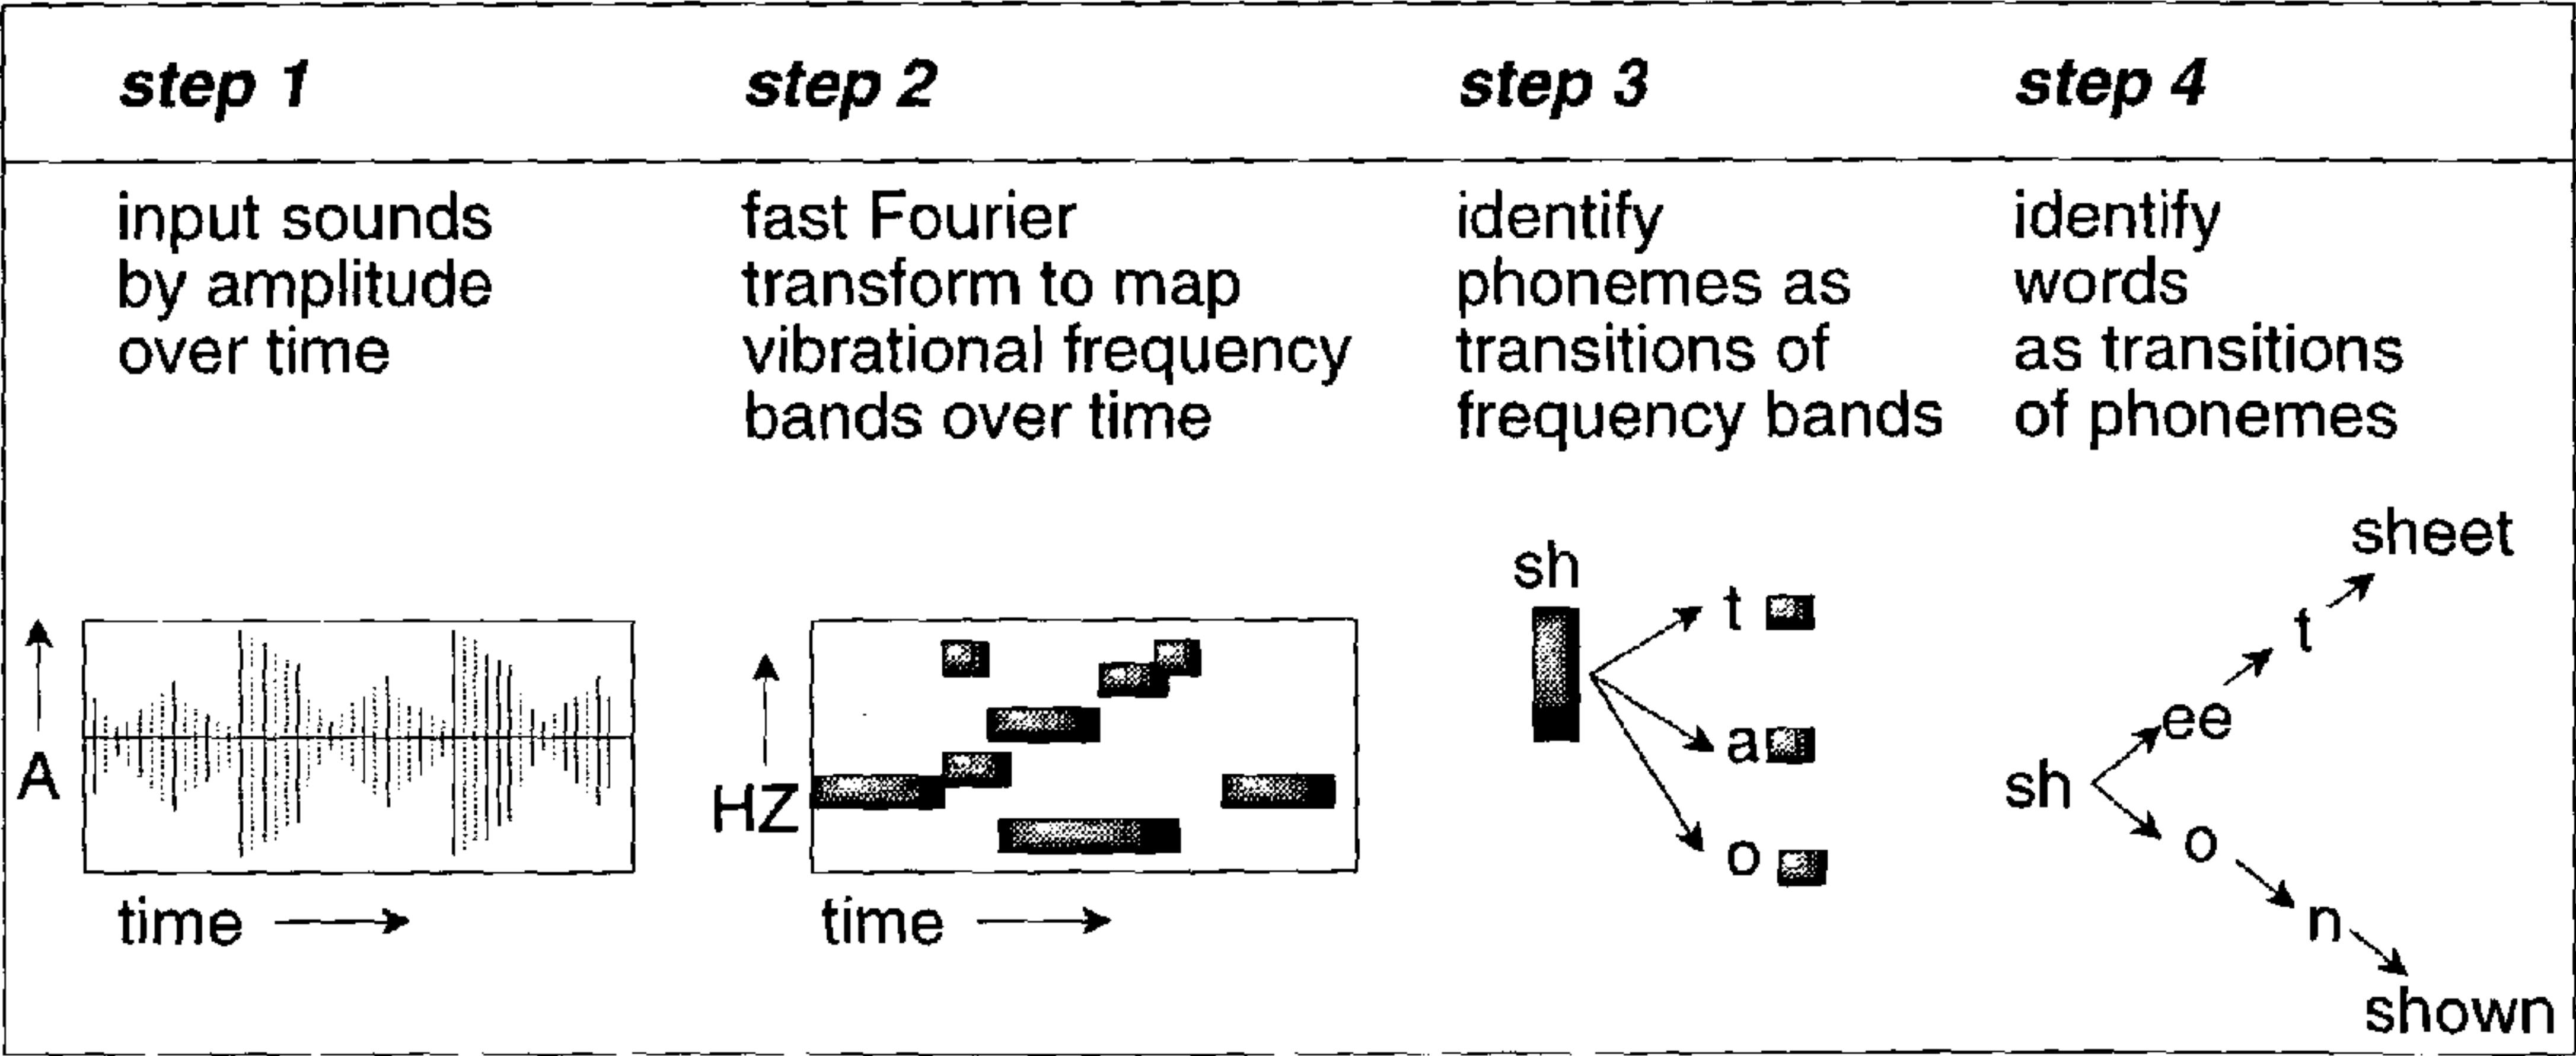 step 1
step 2
step 3
step 4
input sounds
by amplitude
over time
fast Fourier
transform to map
vibrational frequency
bands over time
identify
phonemes as
transitions of
frequency bands
identify
words
as transitions
of phonemes
A
time
HZ
time
sh
t
a
o
sh
ee
t
sheet
o
n
shown